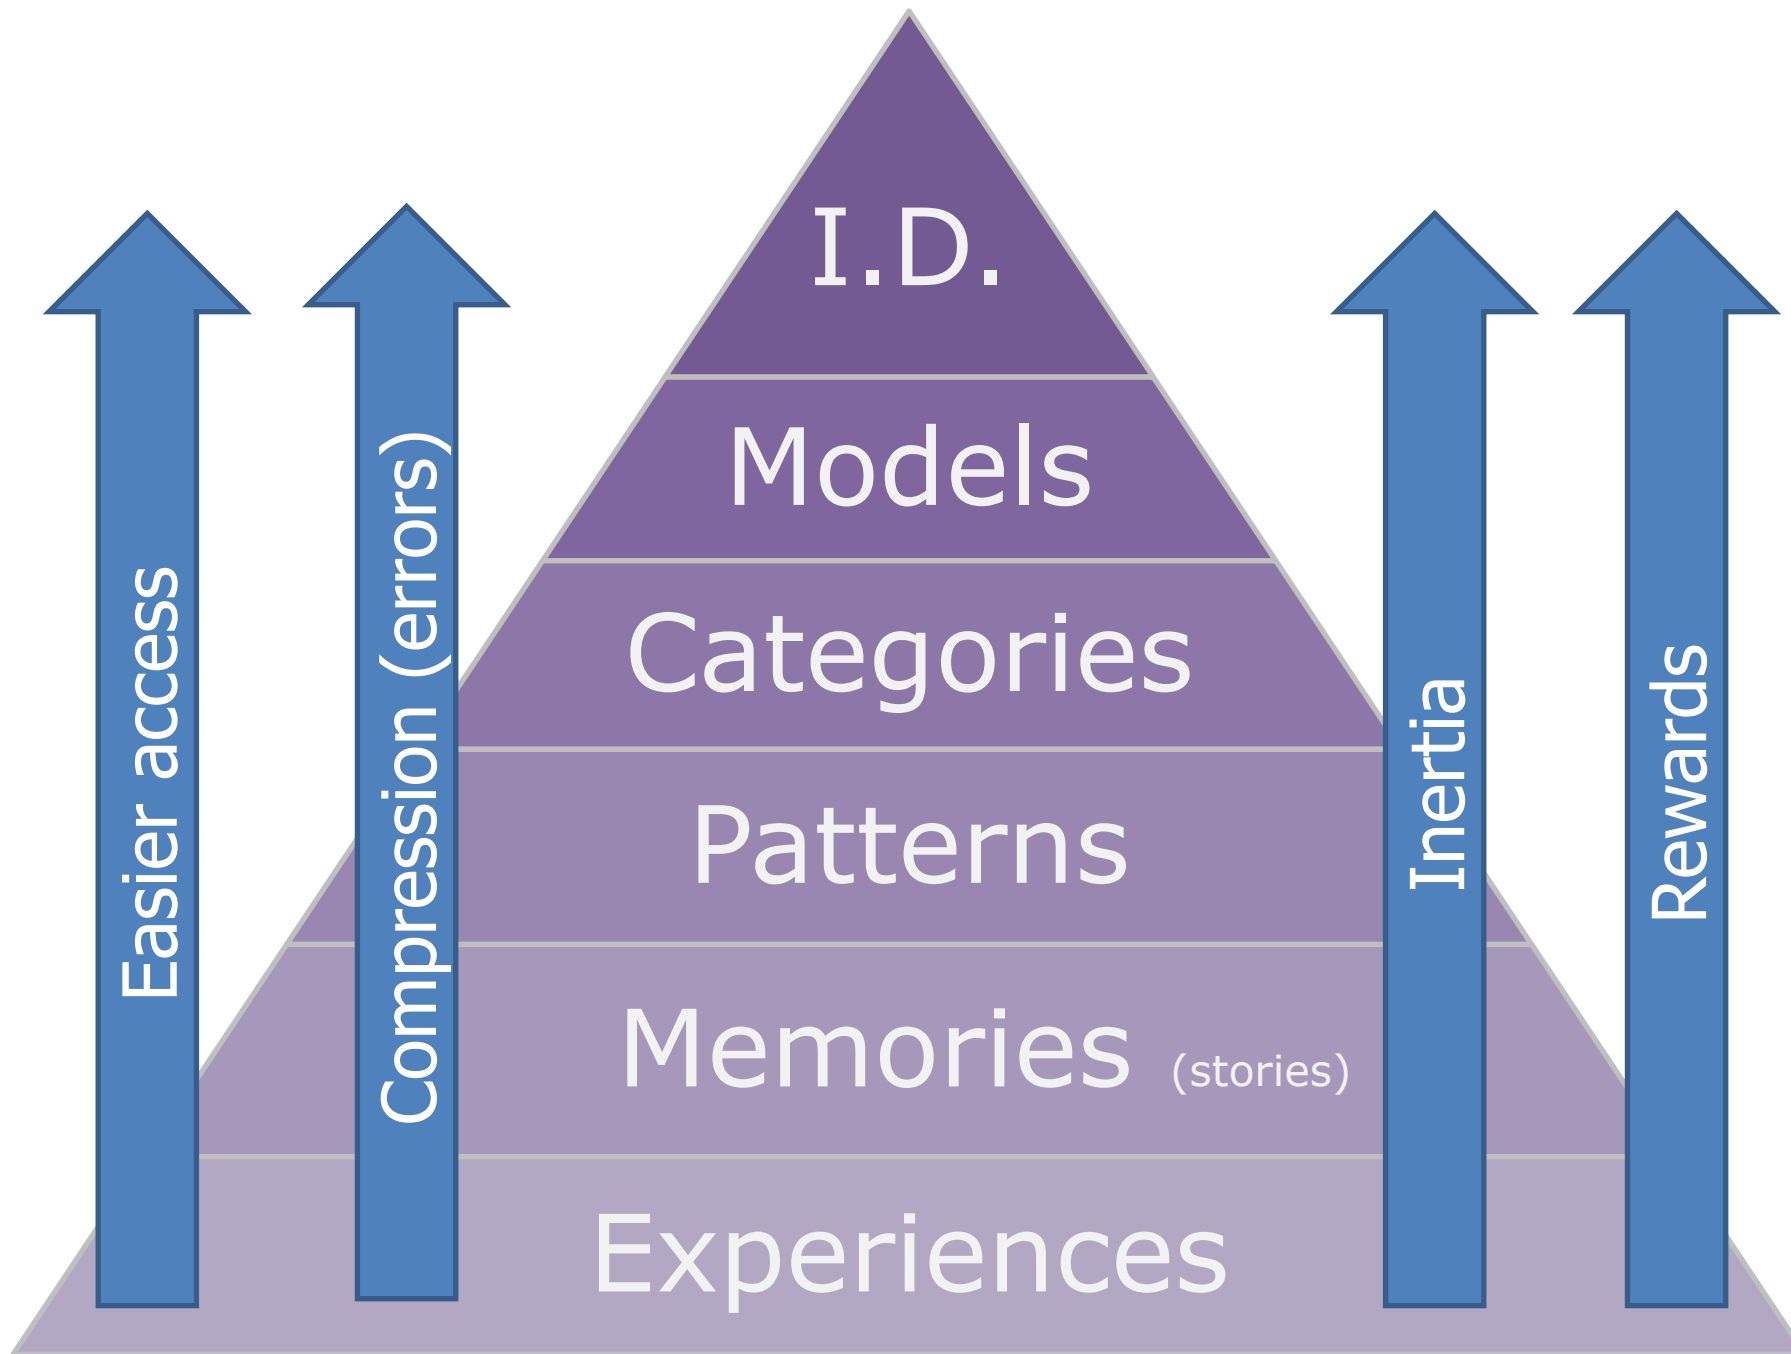 I.D.
Models
Categories
Patterns
Memories (stories)
Experiences
Easier access
Compression (errors)
Inertia
Rewards